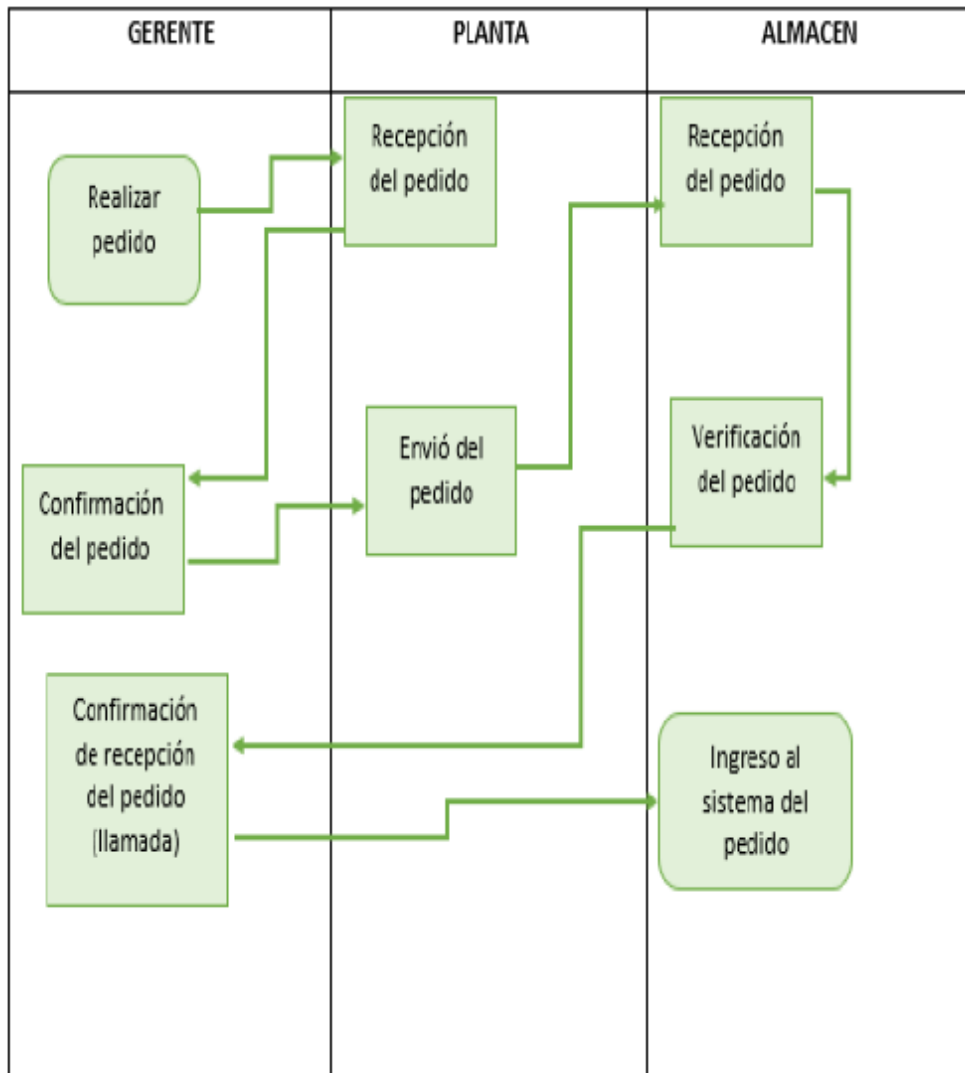 GERENTE
PLANTA
ALMACEN
Realizar
pedido
Recepción
del pedido
Recepción
del pedido
Confirmación
del pedido
Envió del
pedido
Verificación
del pedido
Confirmación
de recepción
del pedido
(llamada)
Ingreso al
sistema del
pedido